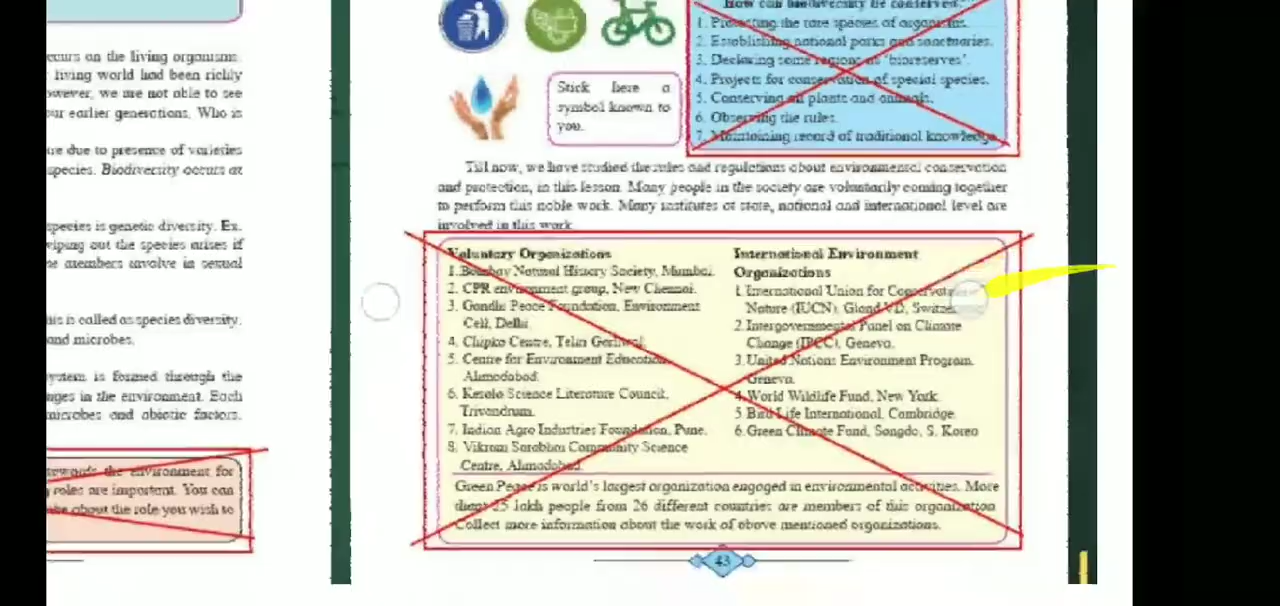 occurs on the living organisms.
living world had been richly
however, we are not able to see
our earlier generations. Who is
are due to presence of varieties
species. Biodiversity occurs at
species is genetic diversity. Ex.
wiping out the species arises if
members involve in sexual
this is called as species diversity.
and microbes.
system is formed through the
changes in the environment. Each
microbes and abiotic factors.
towards the environment for
roles are important. You can
about the role you wish to
How can biodiversity be conserved?
1. Protecting the rare species of organisms.
2. Establishing national parks and sanctuaries.
3. Declaring some regions as 'bioreserves'.
4. Projects for conservation of special species.
5. Conserving all plants and animals.
6. Observing the rules.
7. Maintaining record of traditional knowledge.
Stick here a
symbol known to
you.
Till now, we have studied the rules and regulations about environmental conservation
and protection, in this lesson. Many people in the society are voluntarily coming together
to perform this noble work. Many institutes at state, national and international level are
involved in this work.
Voluntary Organizations
1. Bombay Natural History Society, Mumbai.
2. CPR environment group, New Chennai.
3. Gandhi Peace Foundation, Environment
Cell, Delhi.
4. Chipko Centre, Tehri Garhwal.
5. Centre for Environment Education,
Ahmedabad.
6. Kerala Science Literature Council,
Trivandrum.
7. Indian Agro Industries Foundation, Pune.
8. Vikram Sarabhai Community Science
Centre, Ahmedabad.
International Environment
Organizations
1. International Union for Conservation
Nature (IUCN), Gland VD,
2. Intergovernmental Panel on Climate
Change (IPCC), Geneva.
3. United Nations Environment Program.
Geneva.
4. World Wildlife Fund, New York.
5. Bird Life International, Cambridge.
6. Green Climate Fund, Songdo, S. Korea
Green Peace is world's largest organization engaged in environmental activities. More
than 25 lakh people from 26 different countries are members of this organization
Collect more information about the work of above mentioned organizations.
43